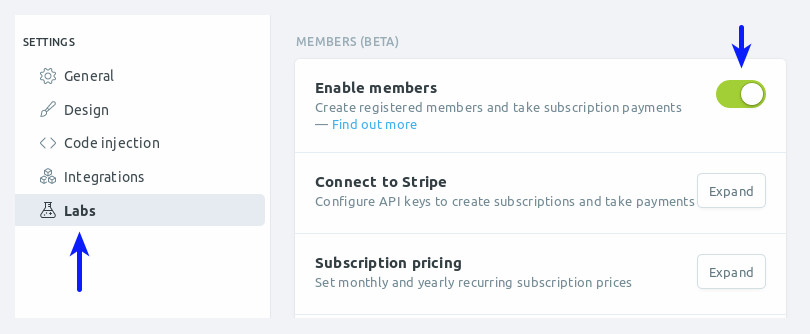 SETTINGS
General
Design
Code injection
Integrations
Labs
MEMBERS (BETA)
Enable members
Create registered members and take subscription payments
— Find out more
Connect to Stripe
Configure API keys to create subscriptions and take payments
Expand
Subscription pricing
Set monthly and yearly recurring subscription prices
Expand